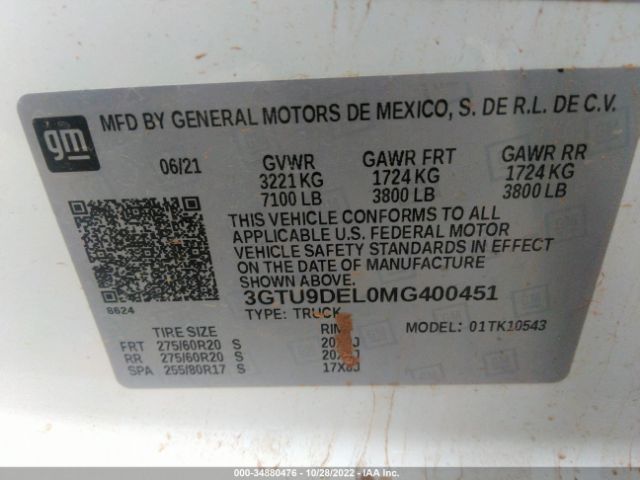 gm
MFD BY GENERAL MOTORS DE MEXICO, S. DE R.L. DE C.V.
06/21 GVWR GAWR FRT GAWR RR
3221 KG 1724 KG 1724 KG
7100 LB 3800 LB 3800 LB
THIS VEHICLE CONFORMS TO ALL
APPLICABLE U.S. FEDERAL MOTOR
VEHICLE SAFETY STANDARDS IN EFFECT
ON THE DATE OF MANUFACTURE
SHOWN ABOVE.
3GTU9DEL0MG400451
8624
TYPE: TRUCK MODEL: 01TK10543
TIRE SIZE RIM
FRT 275/60R20 S
RR 275/60R20 S
SPA 255/80R17 S 17X8J
000-34880476 - 10/28/2022 - IAA Inc.